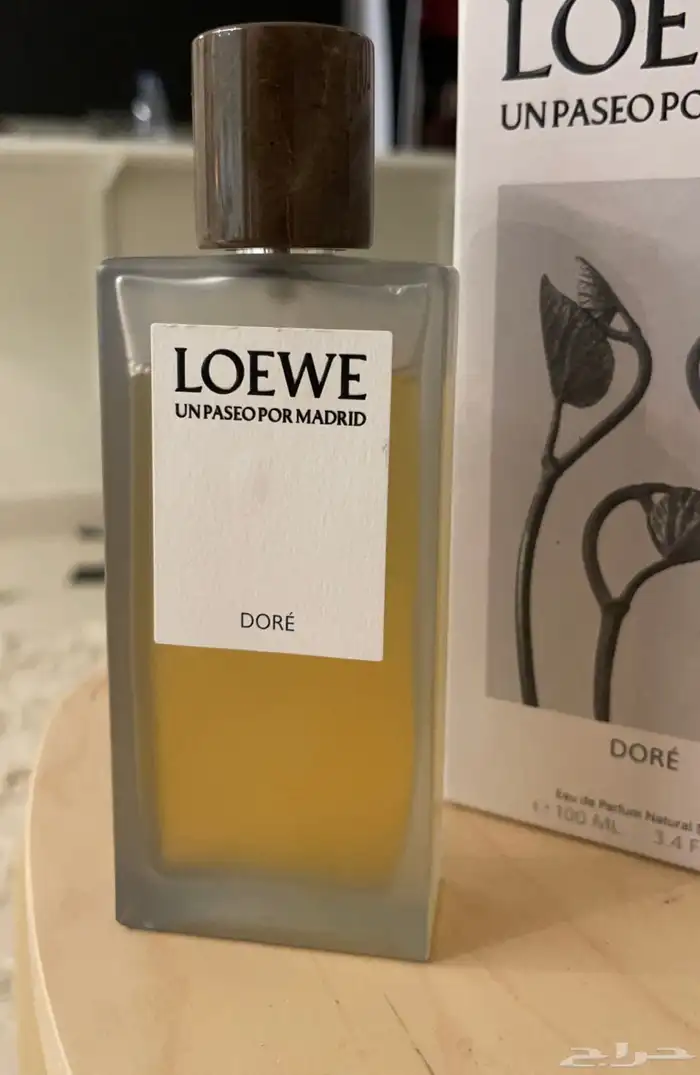 LOEWE
UN PASEO POR MADRID
DORÉ
LOE
UN PASEO PO
DORÉ
Eau de Parfum Natural
100 ML 3.4 F
حراج